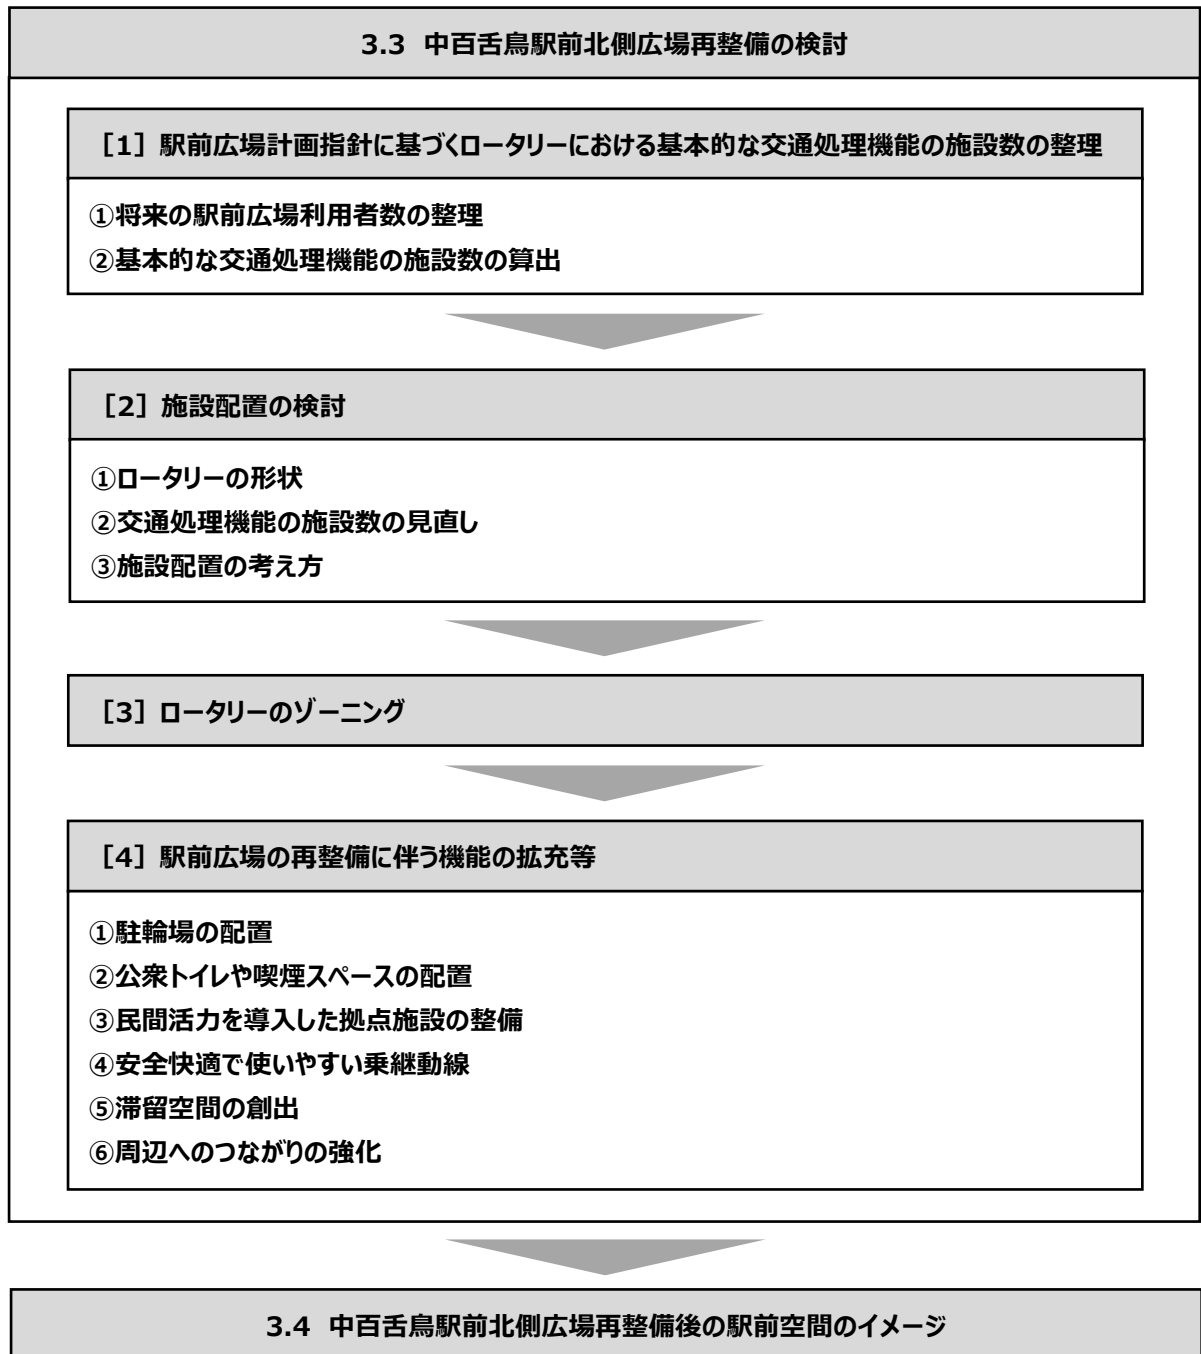 3.3 中百舌鳥駅前北側広場再整備の検討
［1］駅前広場計画指針に基づくロータリーにおける基本的な交通処理機能の施設数の整理
①将来の駅前広場利用者数の整理
②基本的な交通処理機能の施設数の算出
［2］施設配置の検討
①ロータリーの形状
②交通処理機能の施設数の見直し
③施設配置の考え方
［3］ロータリーのゾーニング
［4］駅前広場の再整備に伴う機能の拡充等
①駐輪場の配置
②公衆トイレや喫煙スペースの配置
③民間活力を導入した拠点施設の整備
④安全快適で使いやすい乗継動線
⑤滞留空間の創出
⑥周辺へのつながりの強化
3.4 中百舌鳥駅前北側広場再整備後の駅前空間のイメージ